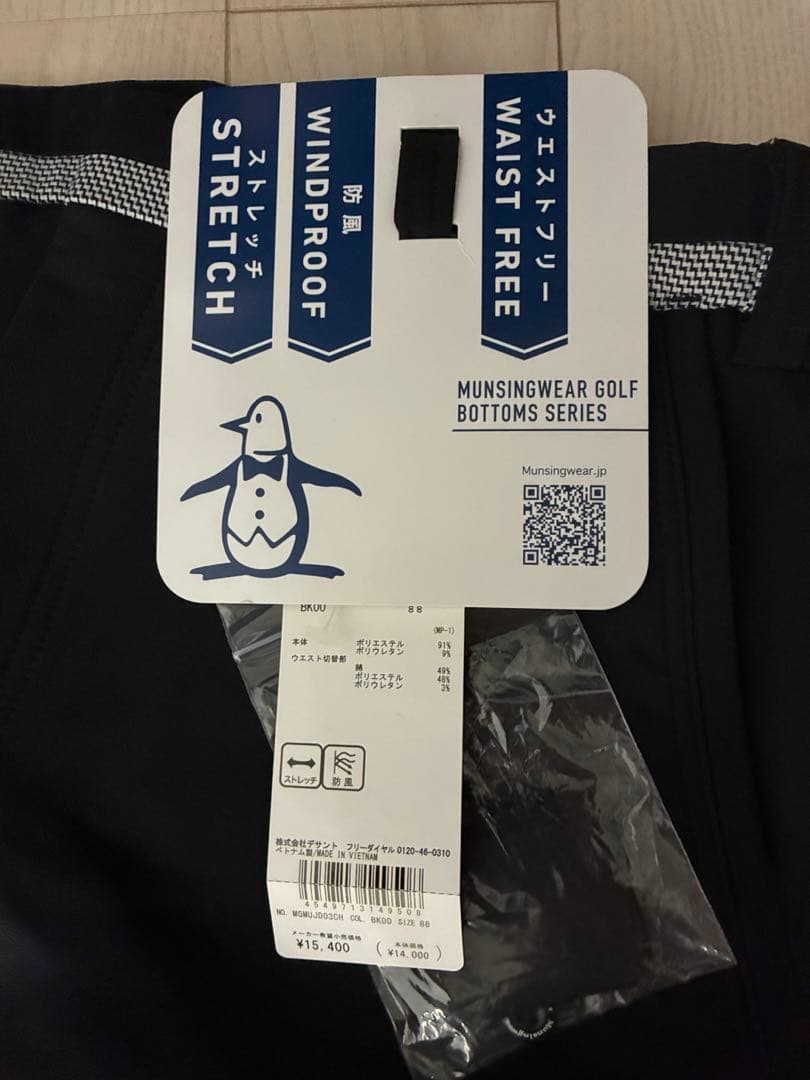 ストレッチ
STRETCH
防風
WINDPROOF
ウエストフリー
WAIST FREE
MUNSINGWEAR GOLF
BOTTOMS SERIES
Munsingwear.jp
BK00 88
(MP-1)
本体 ポリエステル 91%
ポリウレタン 9%
ウエスト切替部
綿 49%
ポリエステル 48%
ポリウレタン 3%
ストレッチ
防風
株式会社デサント フリーダイヤル 0120-46-0310
ベトナム製/MADE IN VIETNAM
4549713149508
NO. MGMUJD03CH COL. BK00 SIZE 88
メーカー希望小売価格
¥15,400
(本体価格
¥14,000)